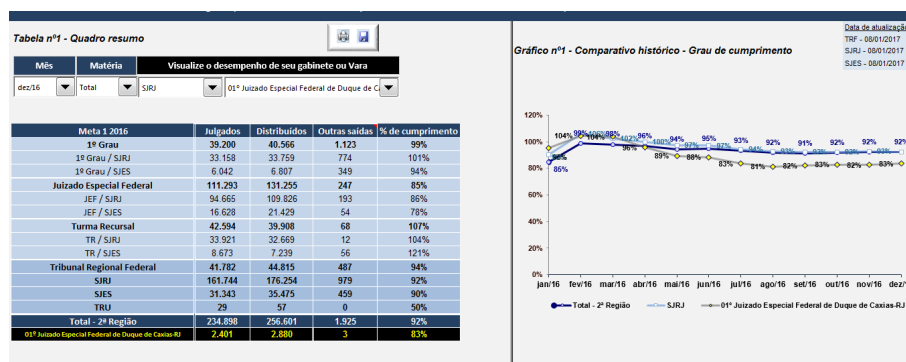 Tabela nº1 - Quadro resumo
Mês Matéria Visualize o desempenho de seu gabinete ou Vara
dez/16 Total SJRJ 01º Juizado Especial Federal de Duque de C
Meta 1 2016 Julgados Distribuídos Outras saídas % de cumprimento
1º Grau 39.200 40.566 1.123 99%
1º Grau / SJRJ 33.158 33.759 774 101%
1º Grau / SJES 6.042 6.807 349 94%
Juizado Especial Federal 111.293 131.255 247 85%
JEF / SJRJ 94.665 109.826 193 86%
JEF / SJES 16.628 21.429 54 78%
Turma Recursal 42.594 39.908 68 107%
TR / SJRJ 33.921 32.669 12 104%
TR / SJES 8.673 7.239 56 121%
Tribunal Regional Federal 41.782 44.815 487 94%
SJRJ 161.744 176.254 979 92%
SJES 31.343 35.475 459 90%
TRU 29 57 0 50%
Total - 2ª Região 234.898 256.601 1.925 92%
01º Juizado Especial Federal de Duque de Caxias-RJ 2.401 2.880 3 83%
Data de atualizaçã
TRF - 08/01/2017
SJRJ - 08/01/2017
SJES - 08/01/2017
Gráfico nº1 - Comparativo histórico - Grau de cumprimento
120%
100%
80%
60%
40%
20%
0%
104% 99% 98% 102% 96% 94% 95% 93% 92% 91% 92% 92% 92%
104% 96% 97% 97% 94%
89% 88% 83% 81% 82% 83% 82% 83%
86%
jan/16 fev/16 mar/16 abr/16 mai/16 jun/16 jul/16 ago/16 set/16 out/16 nov/16 dez/
Total - 2ª Região SJRJ 01º Juizado Especial Federal de Duque de Caxias-RJ